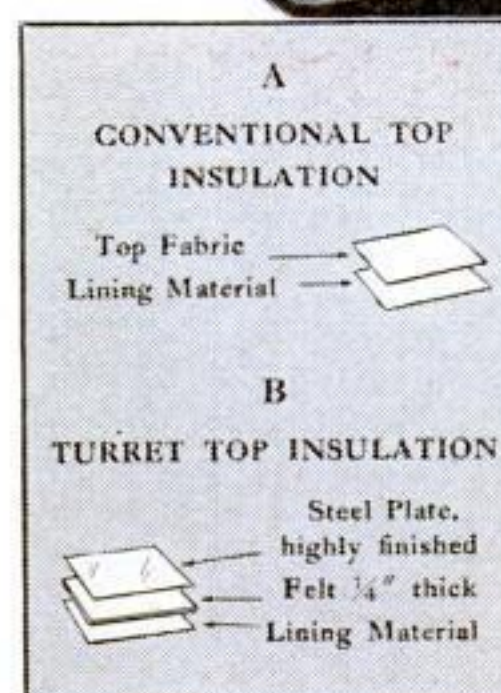 A
CONVENTIONAL TOP
INSULATION
Top Fabric
Lining Material
B
TURRET TOP INSULATION
Steel Plate,
highly finished
Felt ¼" thick
Lining Material